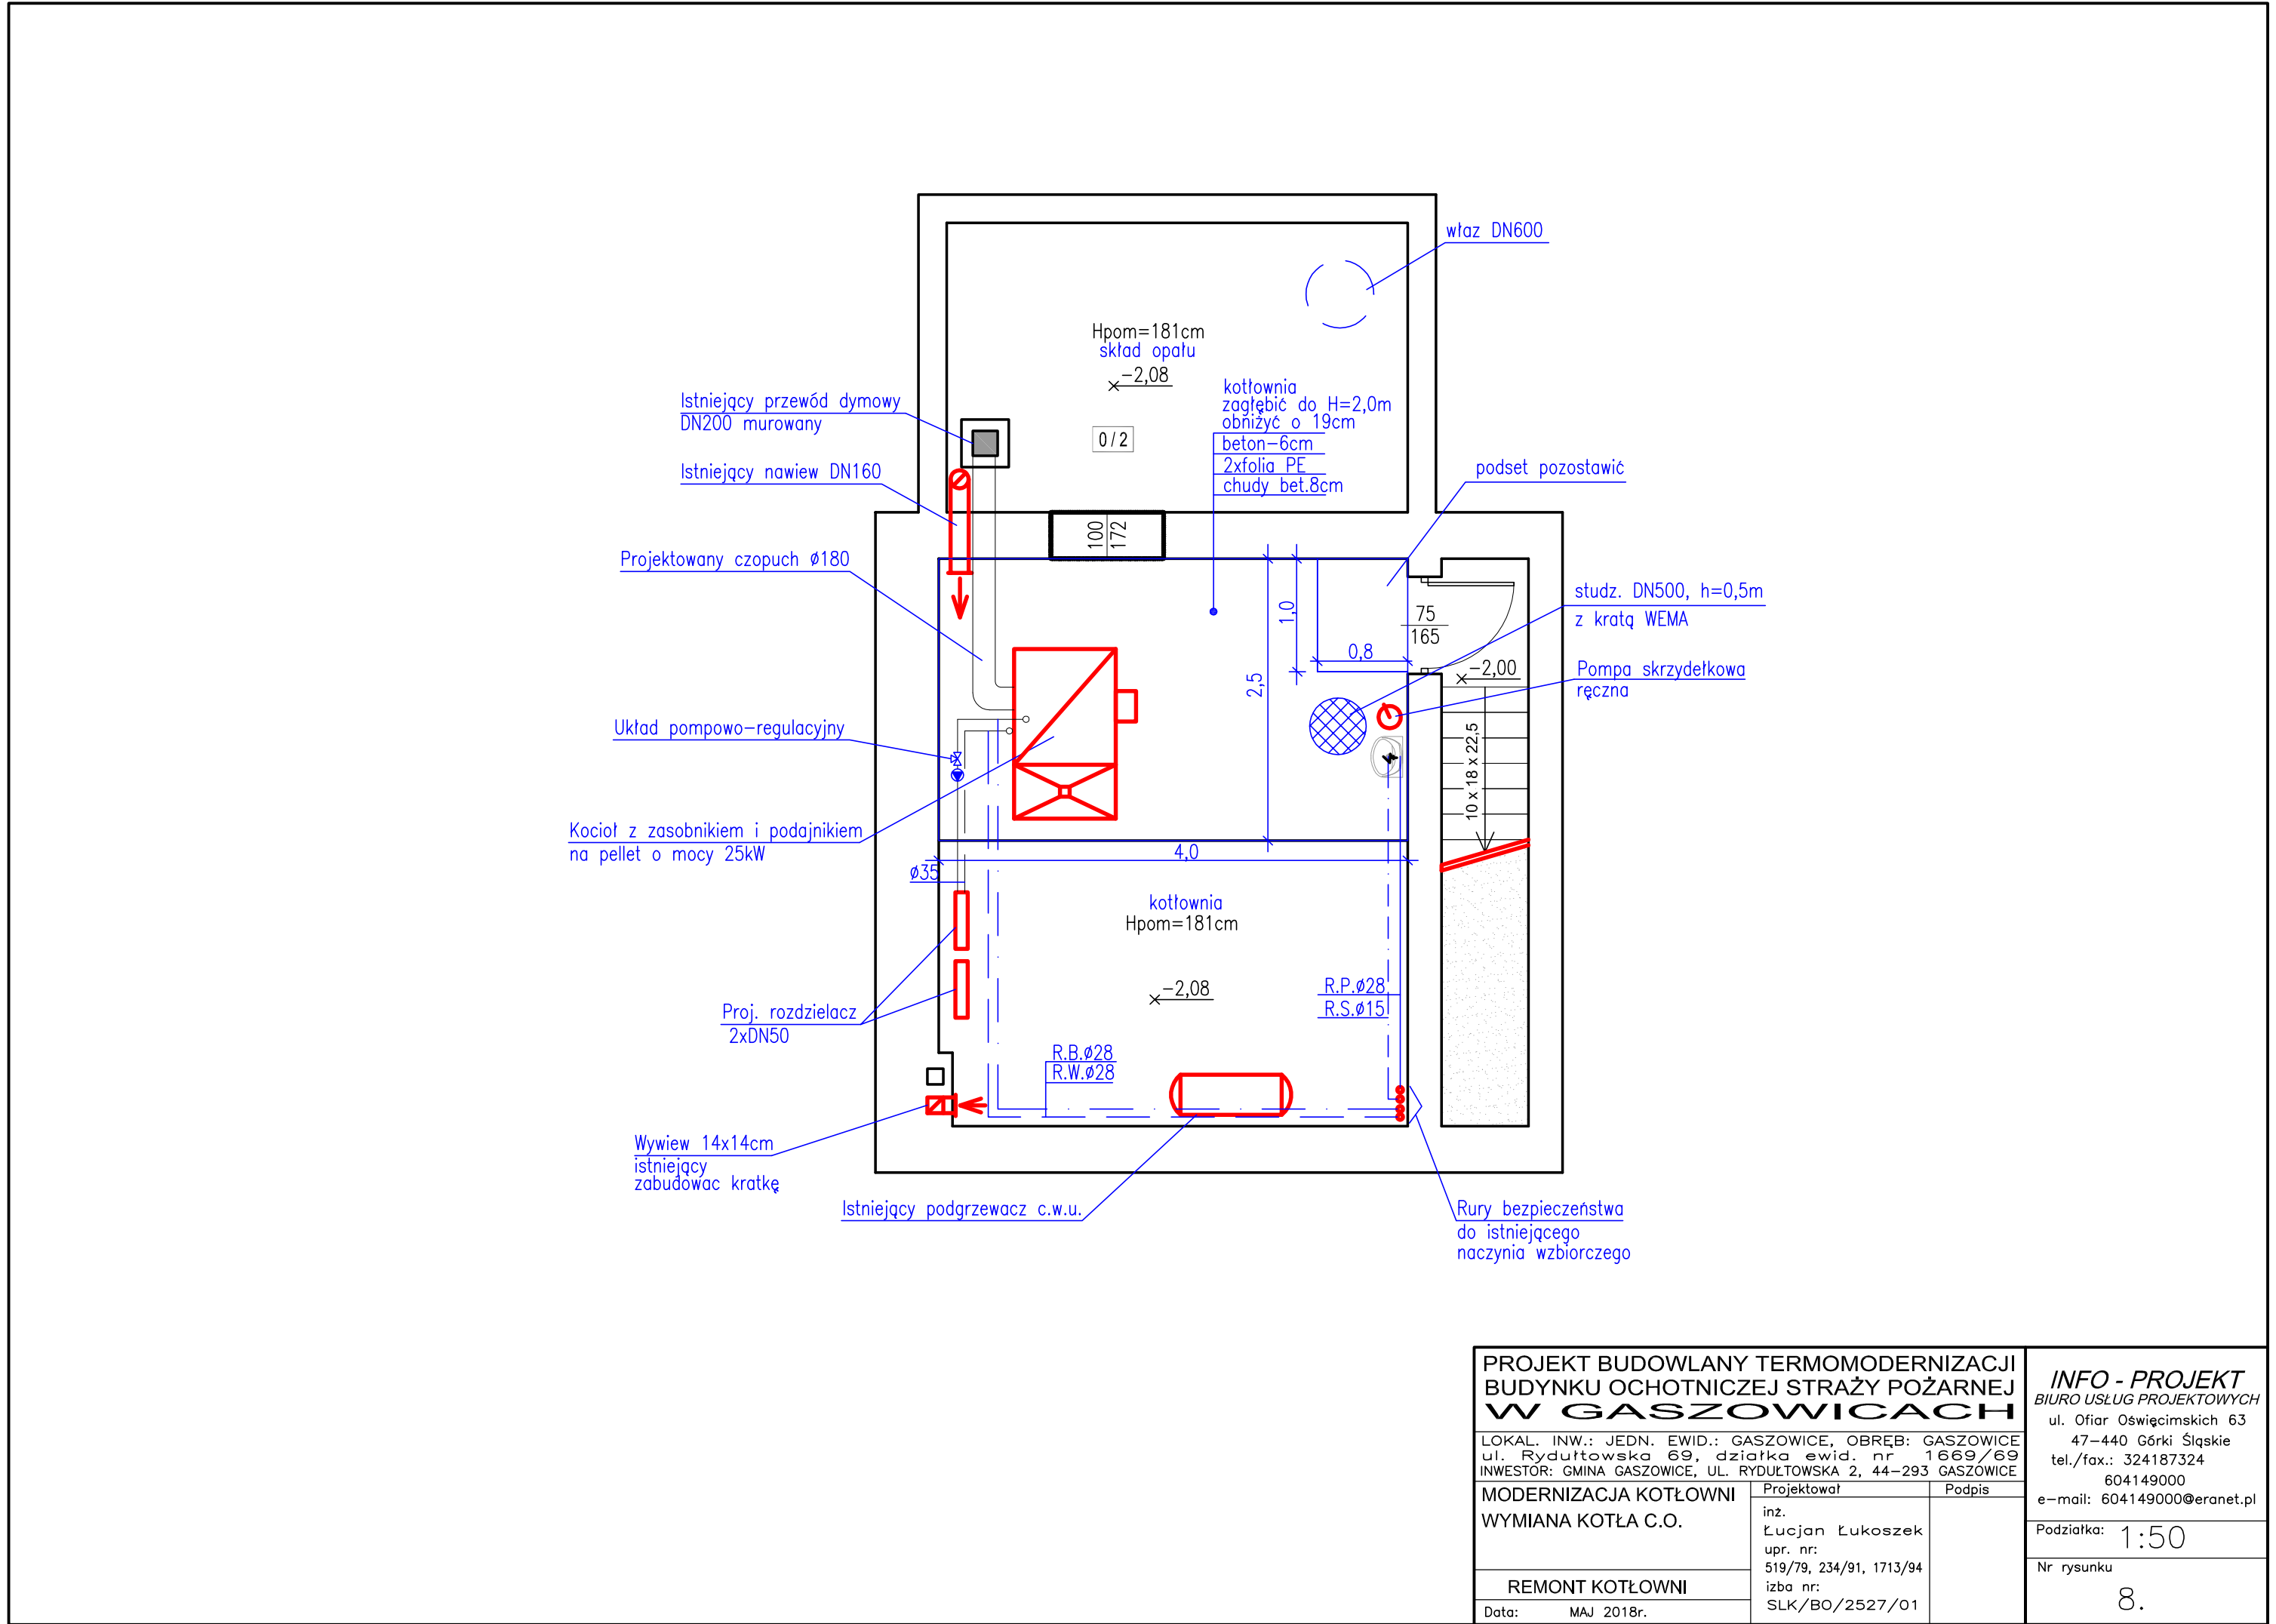 właz DN600
Hpom=181cm
skład opału
-2,08
kotłownia
zagłębić do H=2,0m
obniżyć o 19cm
beton-6cm
2xfolia PE
chudy bet.8cm
Istniejący przewód dymowy
DN200 murowany
0/2
Istniejący nawiew DN160
podset pozostawić
100
172
Projektowany czopuch ø180
studz. DN500, h=0,5m
z kratą WEMA
1,0
75
165
0,8
2,5
-2,00
Pompa skrzydełkowa
ręczna
Układ pompowo-regulacyjny
10 x 18 x 22,5
Kocioł z zasobnikiem i podajnikiem
na pellet o mocy 25kW
4,0
ø35
kotłownia
Hpom=181cm
-2,08
R.P.ø28
R.S.ø15
Proj. rozdzielacz
2xDN50
R.B.ø28
R.W.ø28
Wywiew 14x14cm
istniejący
zabudowac kratkę
Istniejący podgrzewacz c.w.u.
Rury bezpieczeństwa
do istniejącego
naczynia wzbiorczego
PROJEKT BUDOWLANY TERMOMODERNIZACJI
BUDYNKU OCHOTNICZEJ STRAŻY POŻARNEJ
W GASZOWICACH
LOKAL. INW.: JEDN. EWID.: GASZOWICE, OBRĘB: GASZOWICE
ul. Rydułtowska 69, działka ewid. nr 1669/69
INWESTOR: GMINA GASZOWICE, UL. RYDUŁTOWSKA 2, 44-293 GASZOWICE
MODERNIZACJA KOTŁOWNI
WYMIANA KOTŁA C.O.
REMONT KOTŁOWNI
Data: MAJ 2018r.
Projektował
Podpis
inż.
Łucjan Łukoszek
upr. nr:
519/79, 234/91, 1713/94
izba nr:
SLK/BO/2527/01
INFO - PROJEKT
BIURO USŁUG PROJEKTOWYCH
ul. Ofiar Oświęcimskich 63
47-440 Górki Śląskie
tel./fax.: 324187324
604149000
e-mail: 604149000@eranet.pl
Podziałka: 1:50
Nr rysunku
8.